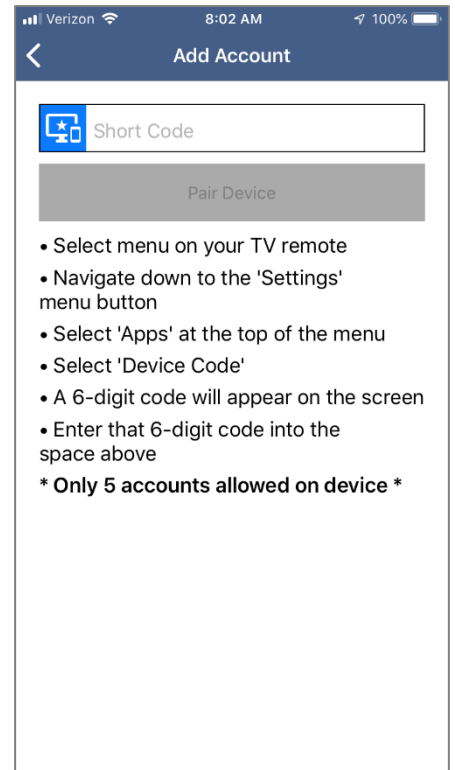 Verizon 8:02 AM 100%
Add Account
Short Code
Pair Device
• Select menu on your TV remote
• Navigate down to the 'Settings'
menu button
• Select 'Apps' at the top of the menu
• Select 'Device Code'
• A 6-digit code will appear on the screen
• Enter that 6-digit code into the
space above
* Only 5 accounts allowed on device *